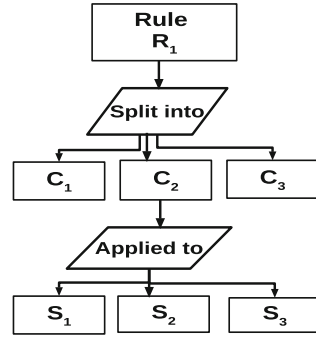 Rule
R₁
Split into
C₁ C₂ C₃
Applied to
S₁ S₂ S₃